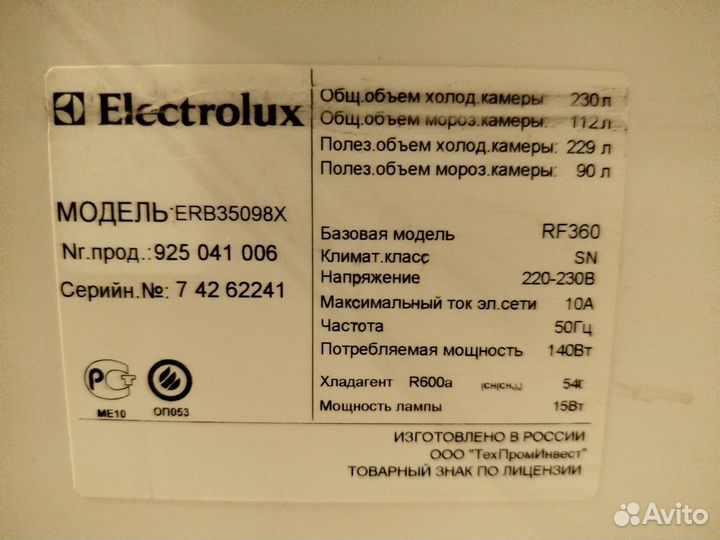 Electrolux
МОДЕЛЬ:ERB35098X
Nr.прод.:925 041 006
Серийн.№: 7 42 62241
МЕ10
ОП053
Общ.объем холод.камеры: 230л
Общ.объем мороз.камеры: 112л
Полез.объем холод.камеры: 229 л
Полез.объем мороз.камеры: 90 л
Базовая модель RF360
Климат.класс SN
Напряжение 220-230В
Максимальный ток эл.сети 10А
Частота 50Гц
Потребляемая мощность 140Вт
Хладагент R600a 54г
Мощность лампы 15Вт
ИЗГОТОВЛЕНО В РОССИИ
ООО "ТехПромИнвест"
ТОВАРНЫЙ ЗНАК ПО ЛИЦЕНЗИИ
Avito